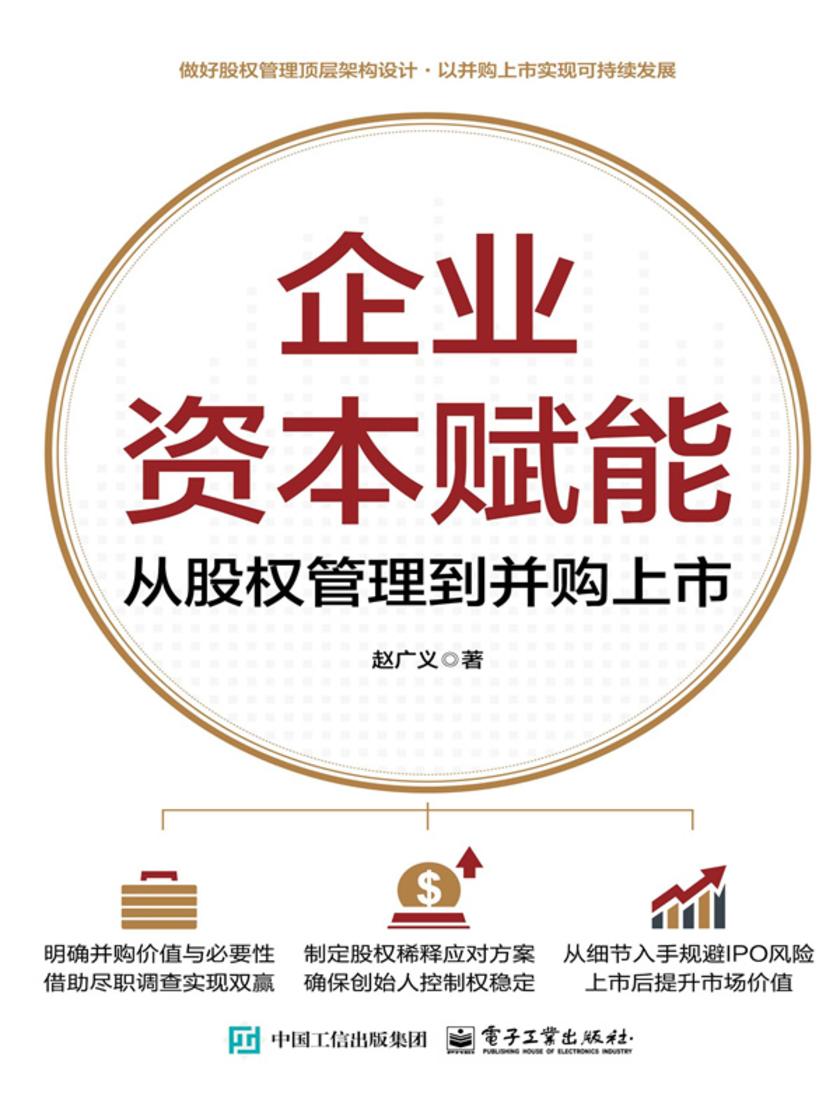 做好股权管理顶层架构设计·以并购上市实现可持续发展
企业
资本赋能
从股权管理到并购上市
赵广义◎著
$
明确并购价值与必要性
借助尽职调查实现双赢
制定股权稀释应对方案
确保创始人控制权稳定
从细节入手规避IPO风险
上市后提升市场价值
中国工信出版集团
電子工業出版社·
PUBLISHING HOUSE OF ELECTRONICS INDUSTRY